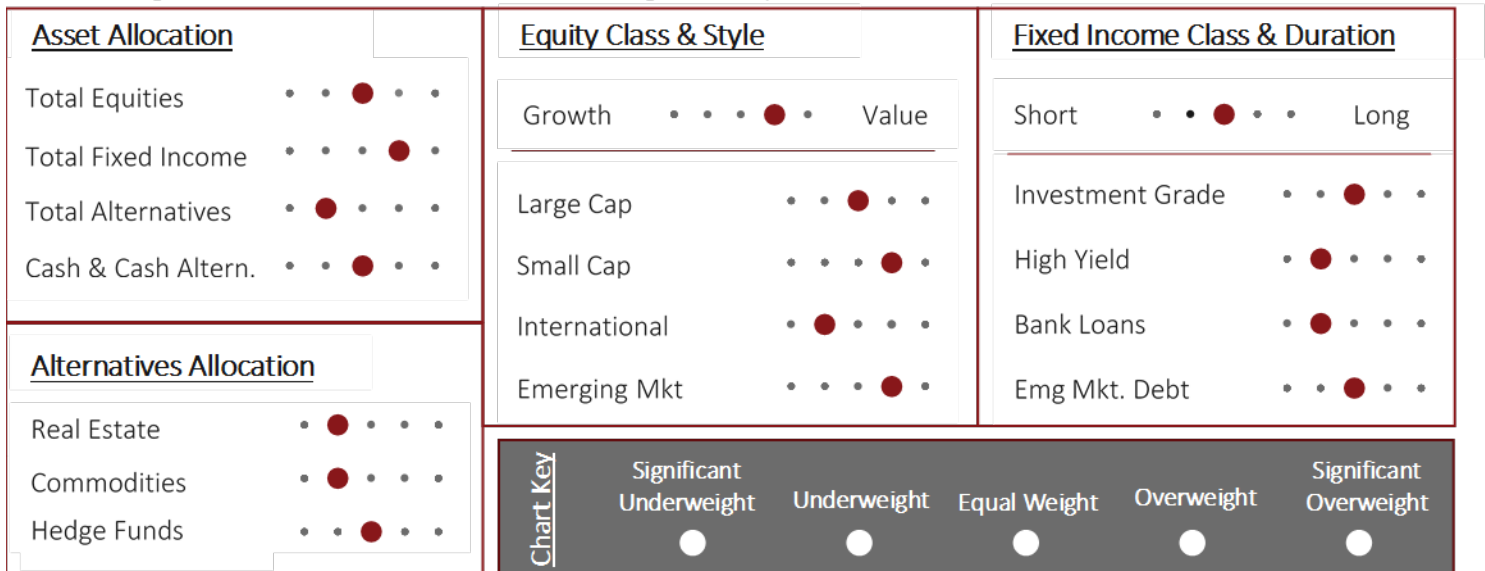 Asset Allocation
Total Equities
Total Fixed Income
Total Alternatives
Cash & Cash Altern.
Alternatives Allocation
Real Estate
Commodities
Hedge Funds
Equity Class & Style
Growth Value
Large Cap
Small Cap
International
Emerging Mkt
Fixed Income Class & Duration
Short Long
Investment Grade
High Yield
Bank Loans
Emg Mkt. Debt
Chart Key
Significant
Underweight
Underweight
Equal Weight
Overweight
Significant
Overweight